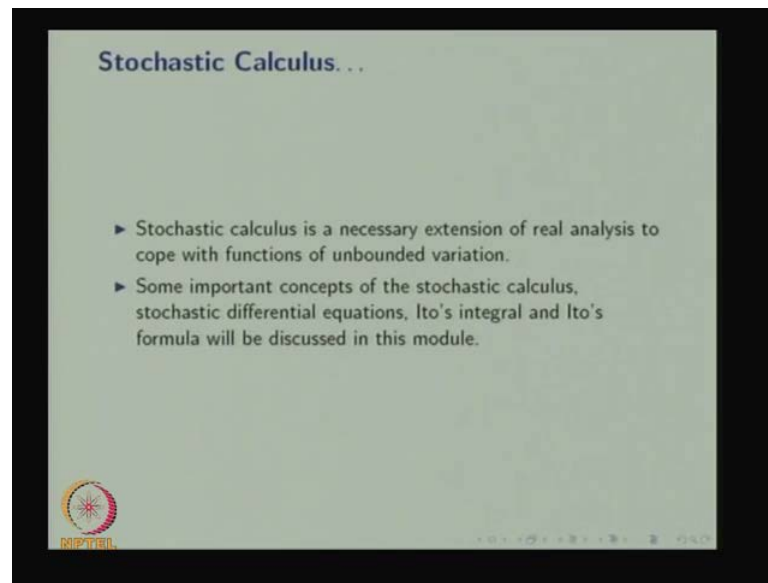 Stochastic Calculus...
► Stochastic calculus is a necessary extension of real analysis to
cope with functions of unbounded variation.
► Some important concepts of the stochastic calculus,
stochastic differential equations, Ito's integral and Ito's
formula will be discussed in this module.
NPTEL